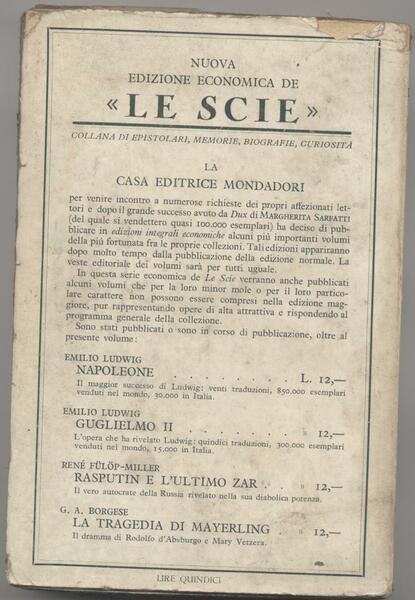 NUOVA
EDIZIONE ECONOMICA DE
«LE SCIE»
COLLANA DI EPISTOLARI, MEMORIE, BIOGRAFIE, CURIOSITÀ
LA
CASA EDITRICE MONDADORI
per venire incontro a numerose richieste dei propri affezionati let-
tori e dopo il grande successo avuto da Dux di MARGHERITA SARFATTI
(del quale si vendettero quasi 100.000 esemplari) ha deciso di pub-
blicare in edizioni integrali economiche alcuni più importanti volumi
della più fortunata fra le proprie collezioni. Tali edizioni appariranno
dopo molto tempo dalla pubblicazione della edizione normale. La
veste editoriale dei volumi sarà per tutti uguale.
In questa serie economica de Le Scie verranno anche pubblicati
alcuni volumi che per la loro minor mole o per il loro partico-
lare carattere non possono essere compresi nella edizione mag-
giore, pur rappresentando opere di alta attrattiva e rispondendo al
programma generale della collezione.
Sono stati pubblicati o sono in corso di pubblicazione, oltre al
presente volume:
EMILIO LUDWIG
NAPOLEONE . . . . . . . . L. 12,—
Il maggior successo di Ludwig: venti traduzioni, 850,000 esemplari
venduti nel mondo, 30.000 in Italia.
EMILIO LUDWIG
GUGLIELMO II . . . . . . . » 12,—
L'opera che ha rivelato Ludwig: quindici traduzioni, 300,000 esemplari
venduti nel mondo, 15.000 in Italia.
RENÉ FÜLÖP-MILLER
RASPUTIN E L'ULTIMO ZAR . . » 12,—
Il vero autocrate della Russia rivelato nella sua diabolica potenza.
G. A. BORGESE
LA TRAGEDIA DI MAYERLING . » 12,—
Il dramma di Rodolfo d'Absburgo e Mary Vetzera.
LIRE QUINDICI